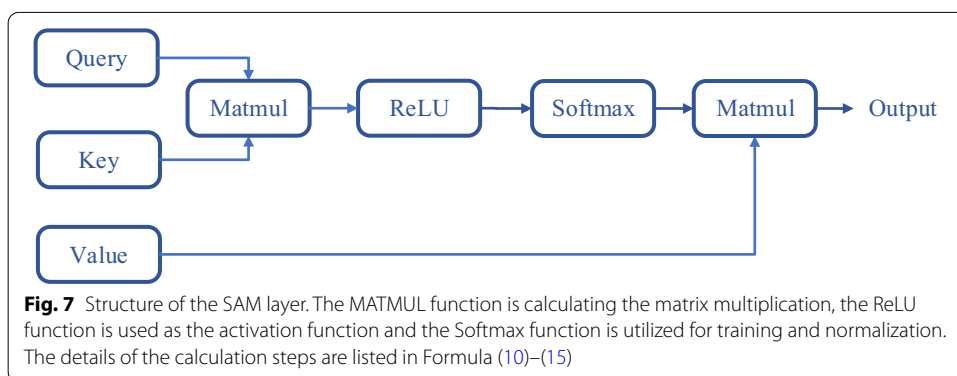 Query
Matmul
ReLU
Softmax
Matmul
Output
Key
Value
Fig. 7 Structure of the SAM layer. The MATMUL function is calculating the matrix multiplication, the ReLU
function is used as the activation function and the Softmax function is utilized for training and normalization.
The details of the calculation steps are listed in Formula (10)–(15)